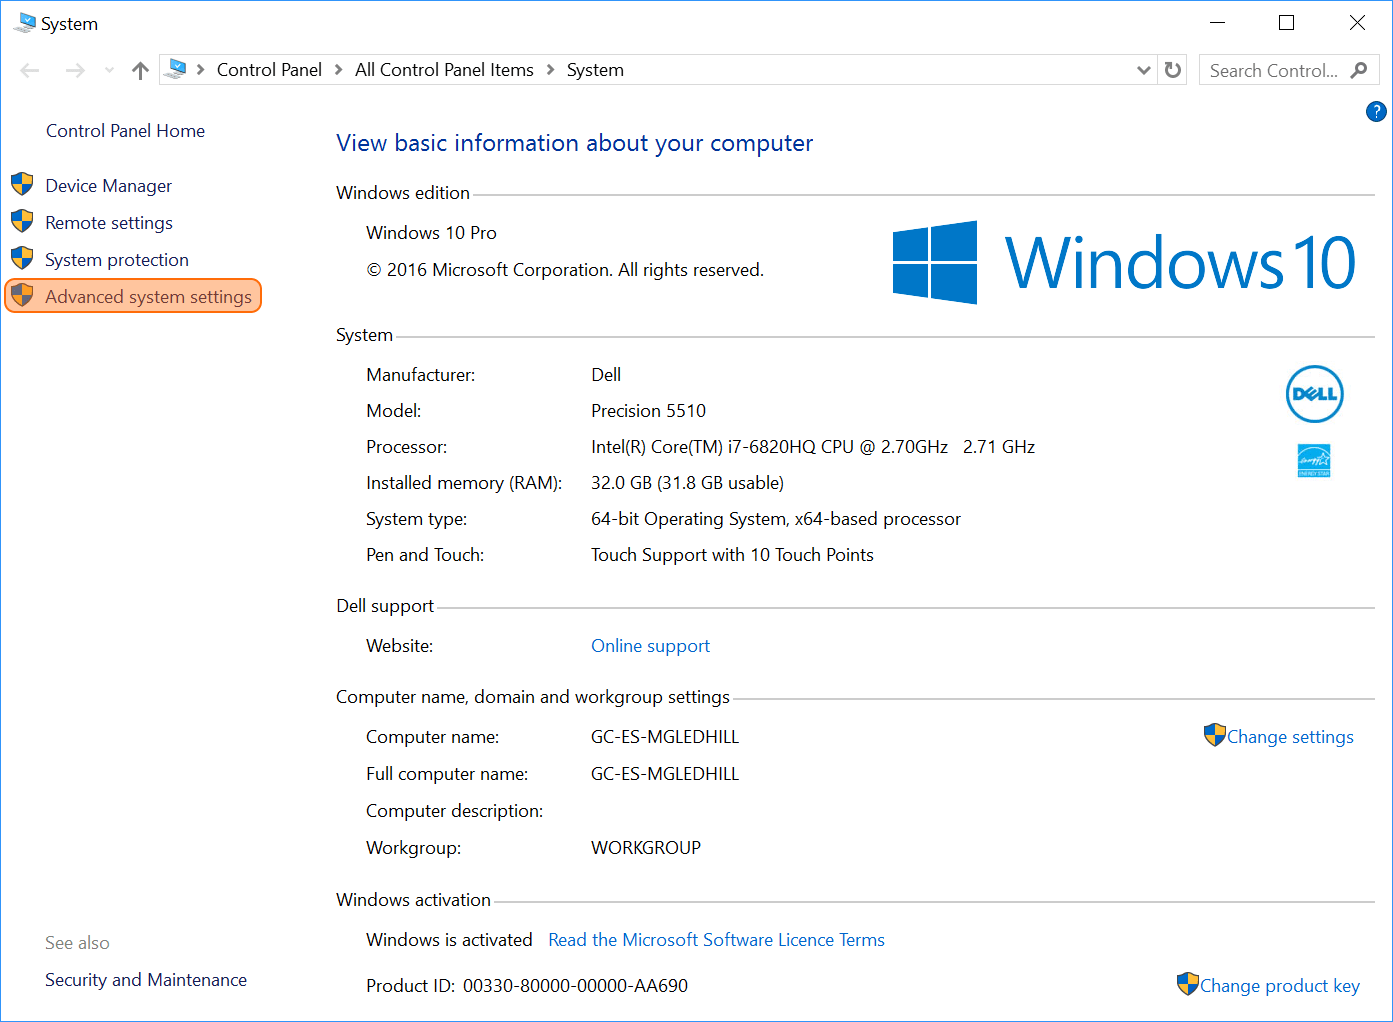 System
Control Panel All Control Panel Items System
Search Control...
?
Control Panel Home
Device Manager
Remote settings
System protection
Advanced system settings
View basic information about your computer
Windows edition
Windows 10 Pro
© 2016 Microsoft Corporation. All rights reserved.
Windows 10
System
Manufacturer: Dell
Model: Precision 5510
Processor: Intel(R) Core(TM) i7-6820HQ CPU @ 2.70GHz 2.71 GHz
Installed memory (RAM): 32.0 GB (31.8 GB usable)
System type: 64-bit Operating System, x64-based processor
Pen and Touch: Touch Support with 10 Touch Points
DELL
energy
ENERGY STAR
Dell support
Website: Online support
Computer name, domain and workgroup settings
Computer name: GC-ES-MGLEDHILL Change settings
Full computer name: GC-ES-MGLEDHILL
Computer description:
Workgroup: WORKGROUP
Windows activation
Windows is activated Read the Microsoft Software Licence Terms
Product ID: 00330-80000-00000-AA690 Change product key
See also
Security and Maintenance